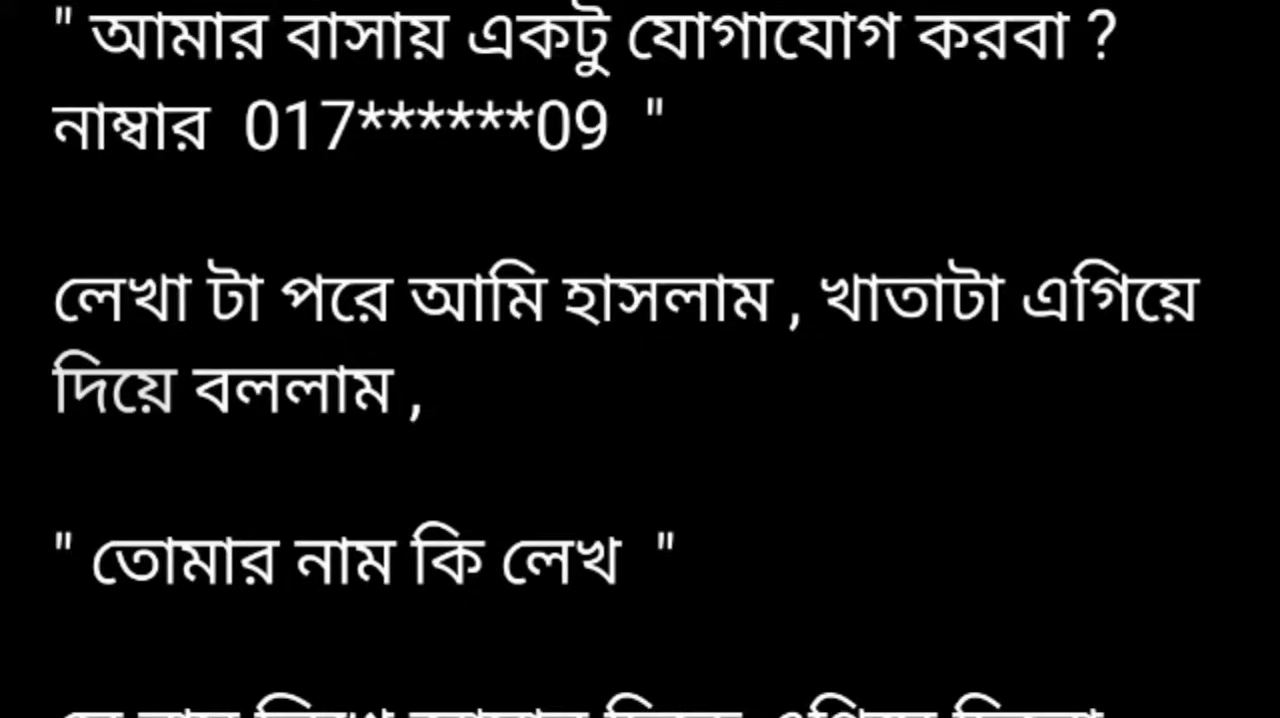 " আমার বাসায় একটু যোগাযোগ করবা ?
নাম্বার 017******09 "
লেখা টা পরে আমি হাসলাম , খাতাটা এগিয়ে
দিয়ে বললাম ,
" তোমার নাম কি লেখ "